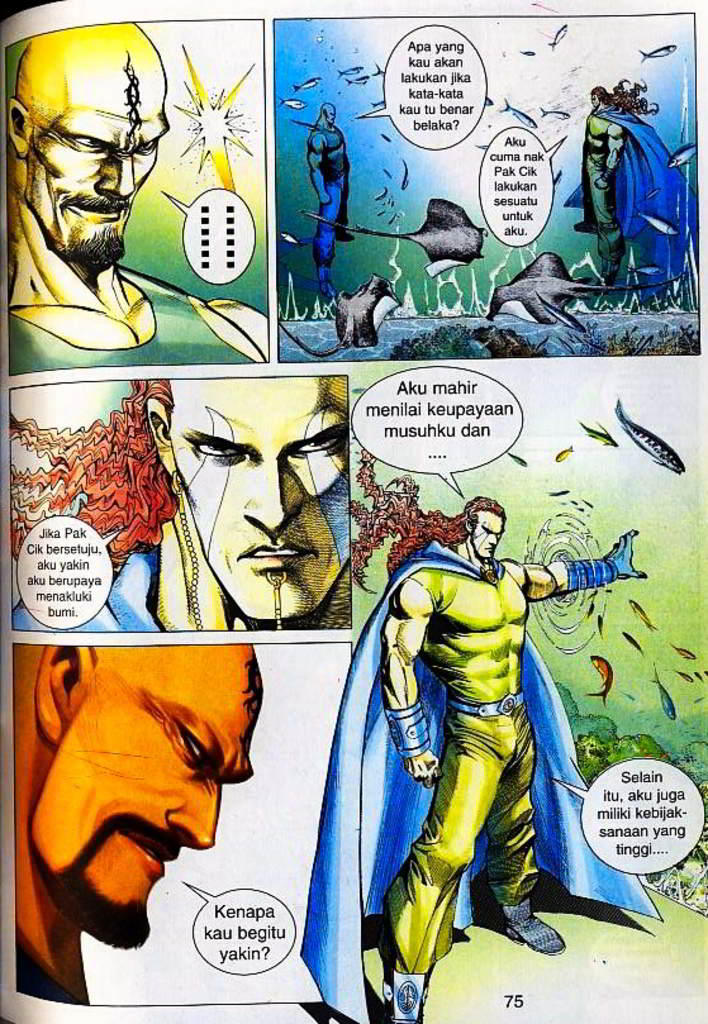 Apa yang
kau akan
lakukan jika
kata-kata
kau tu benar
belaka?
Aku
cuma nak
Pak Cik
lakukan
sesuatu
untuk
aku.
Jika Pak
Cik bersetuju,
aku yakin
aku berupaya
menakluki
bumi.
Aku mahir
menilai keupayaan
musuhku dan
....
Kenapa
kau begitu
yakin?
Selain
itu, aku juga
miliki kebijak-
sanaan yang
tinggi....
75